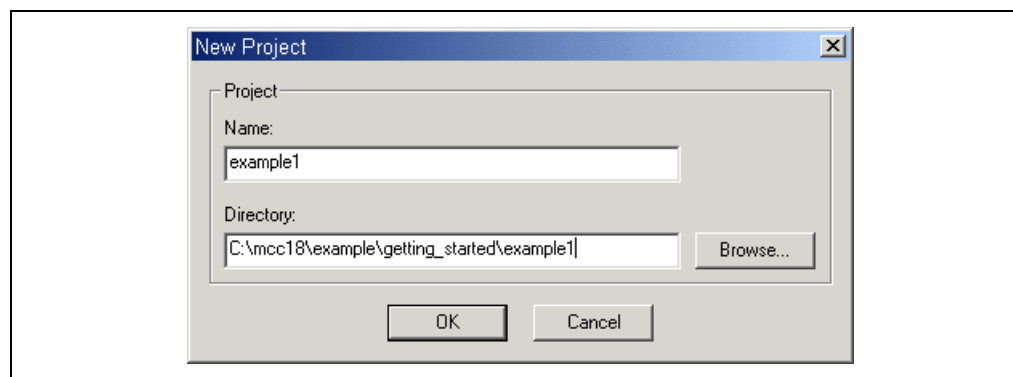 New Project
Project
Name:
example1
Directory:
C:\mcc18\example\getting_started\example1
Browse...
OK
Cancel